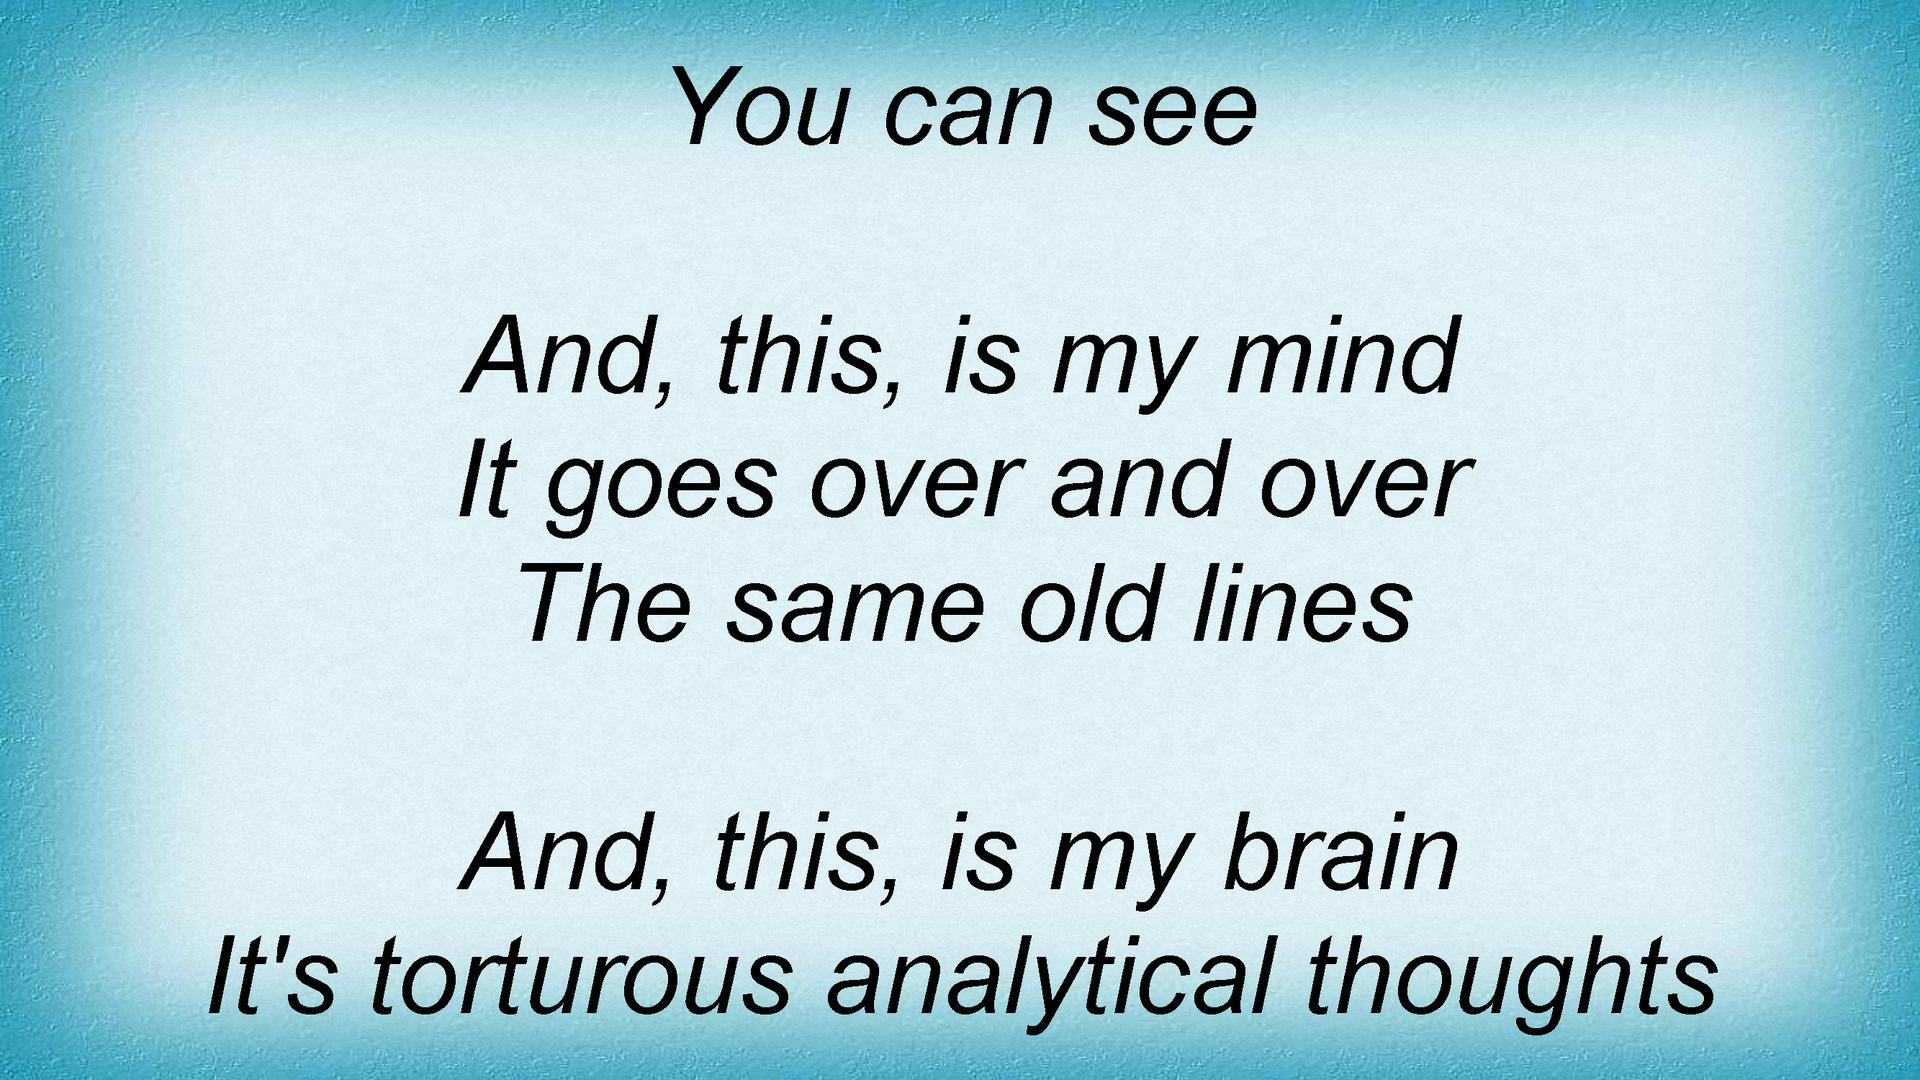 You can see
And, this, is my mind
It goes over and over
The same old lines
And, this, is my brain
It's torturous analytical thoughts